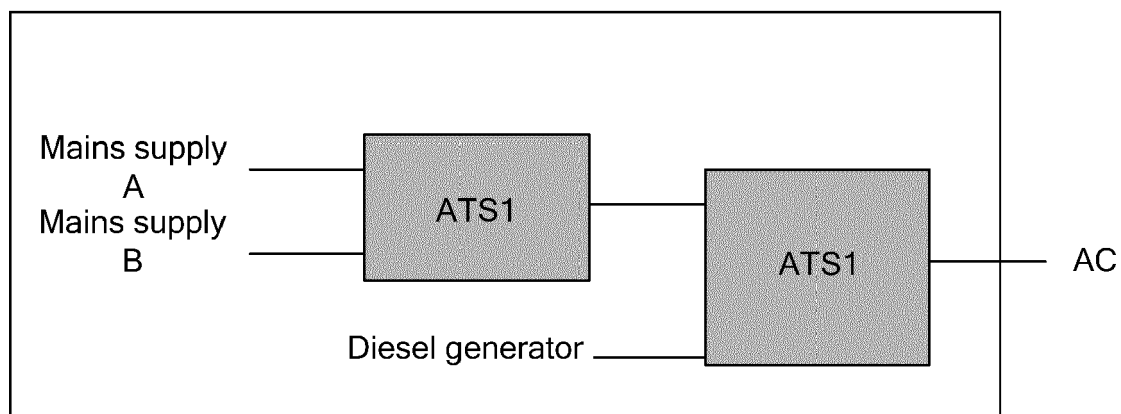 Mains supply
A
Mains supply
B
ATS1
ATS1
AC
Diesel generator